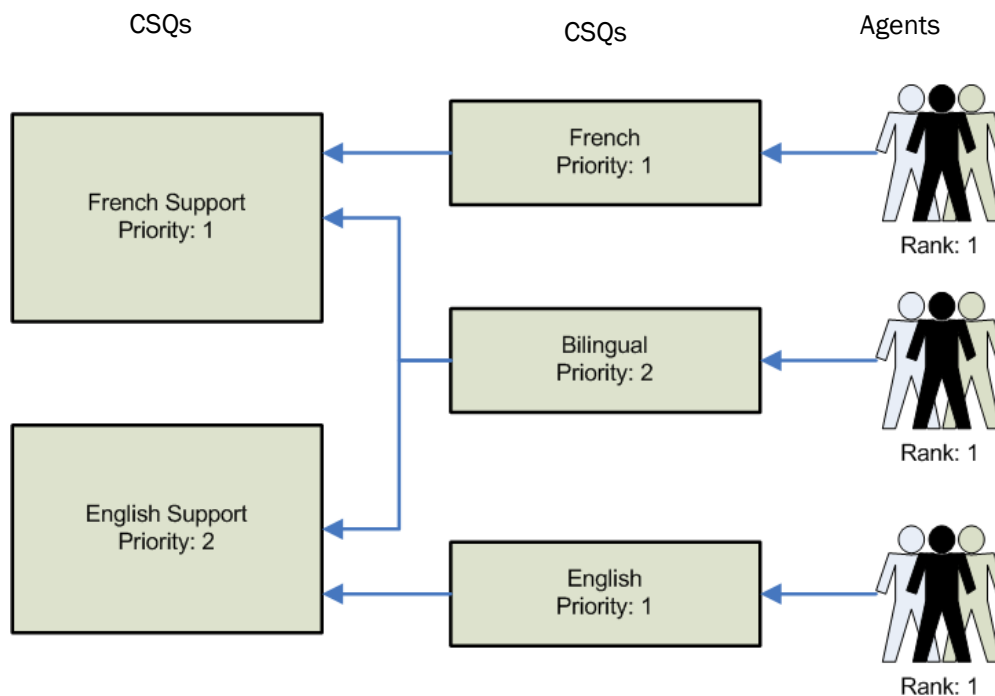 CSQs
CSQs
Agents
French Support
Priority: 1
French
Priority: 1
Rank: 1
Bilingual
Priority: 2
Rank: 1
English Support
Priority: 2
English
Priority: 1
Rank: 1